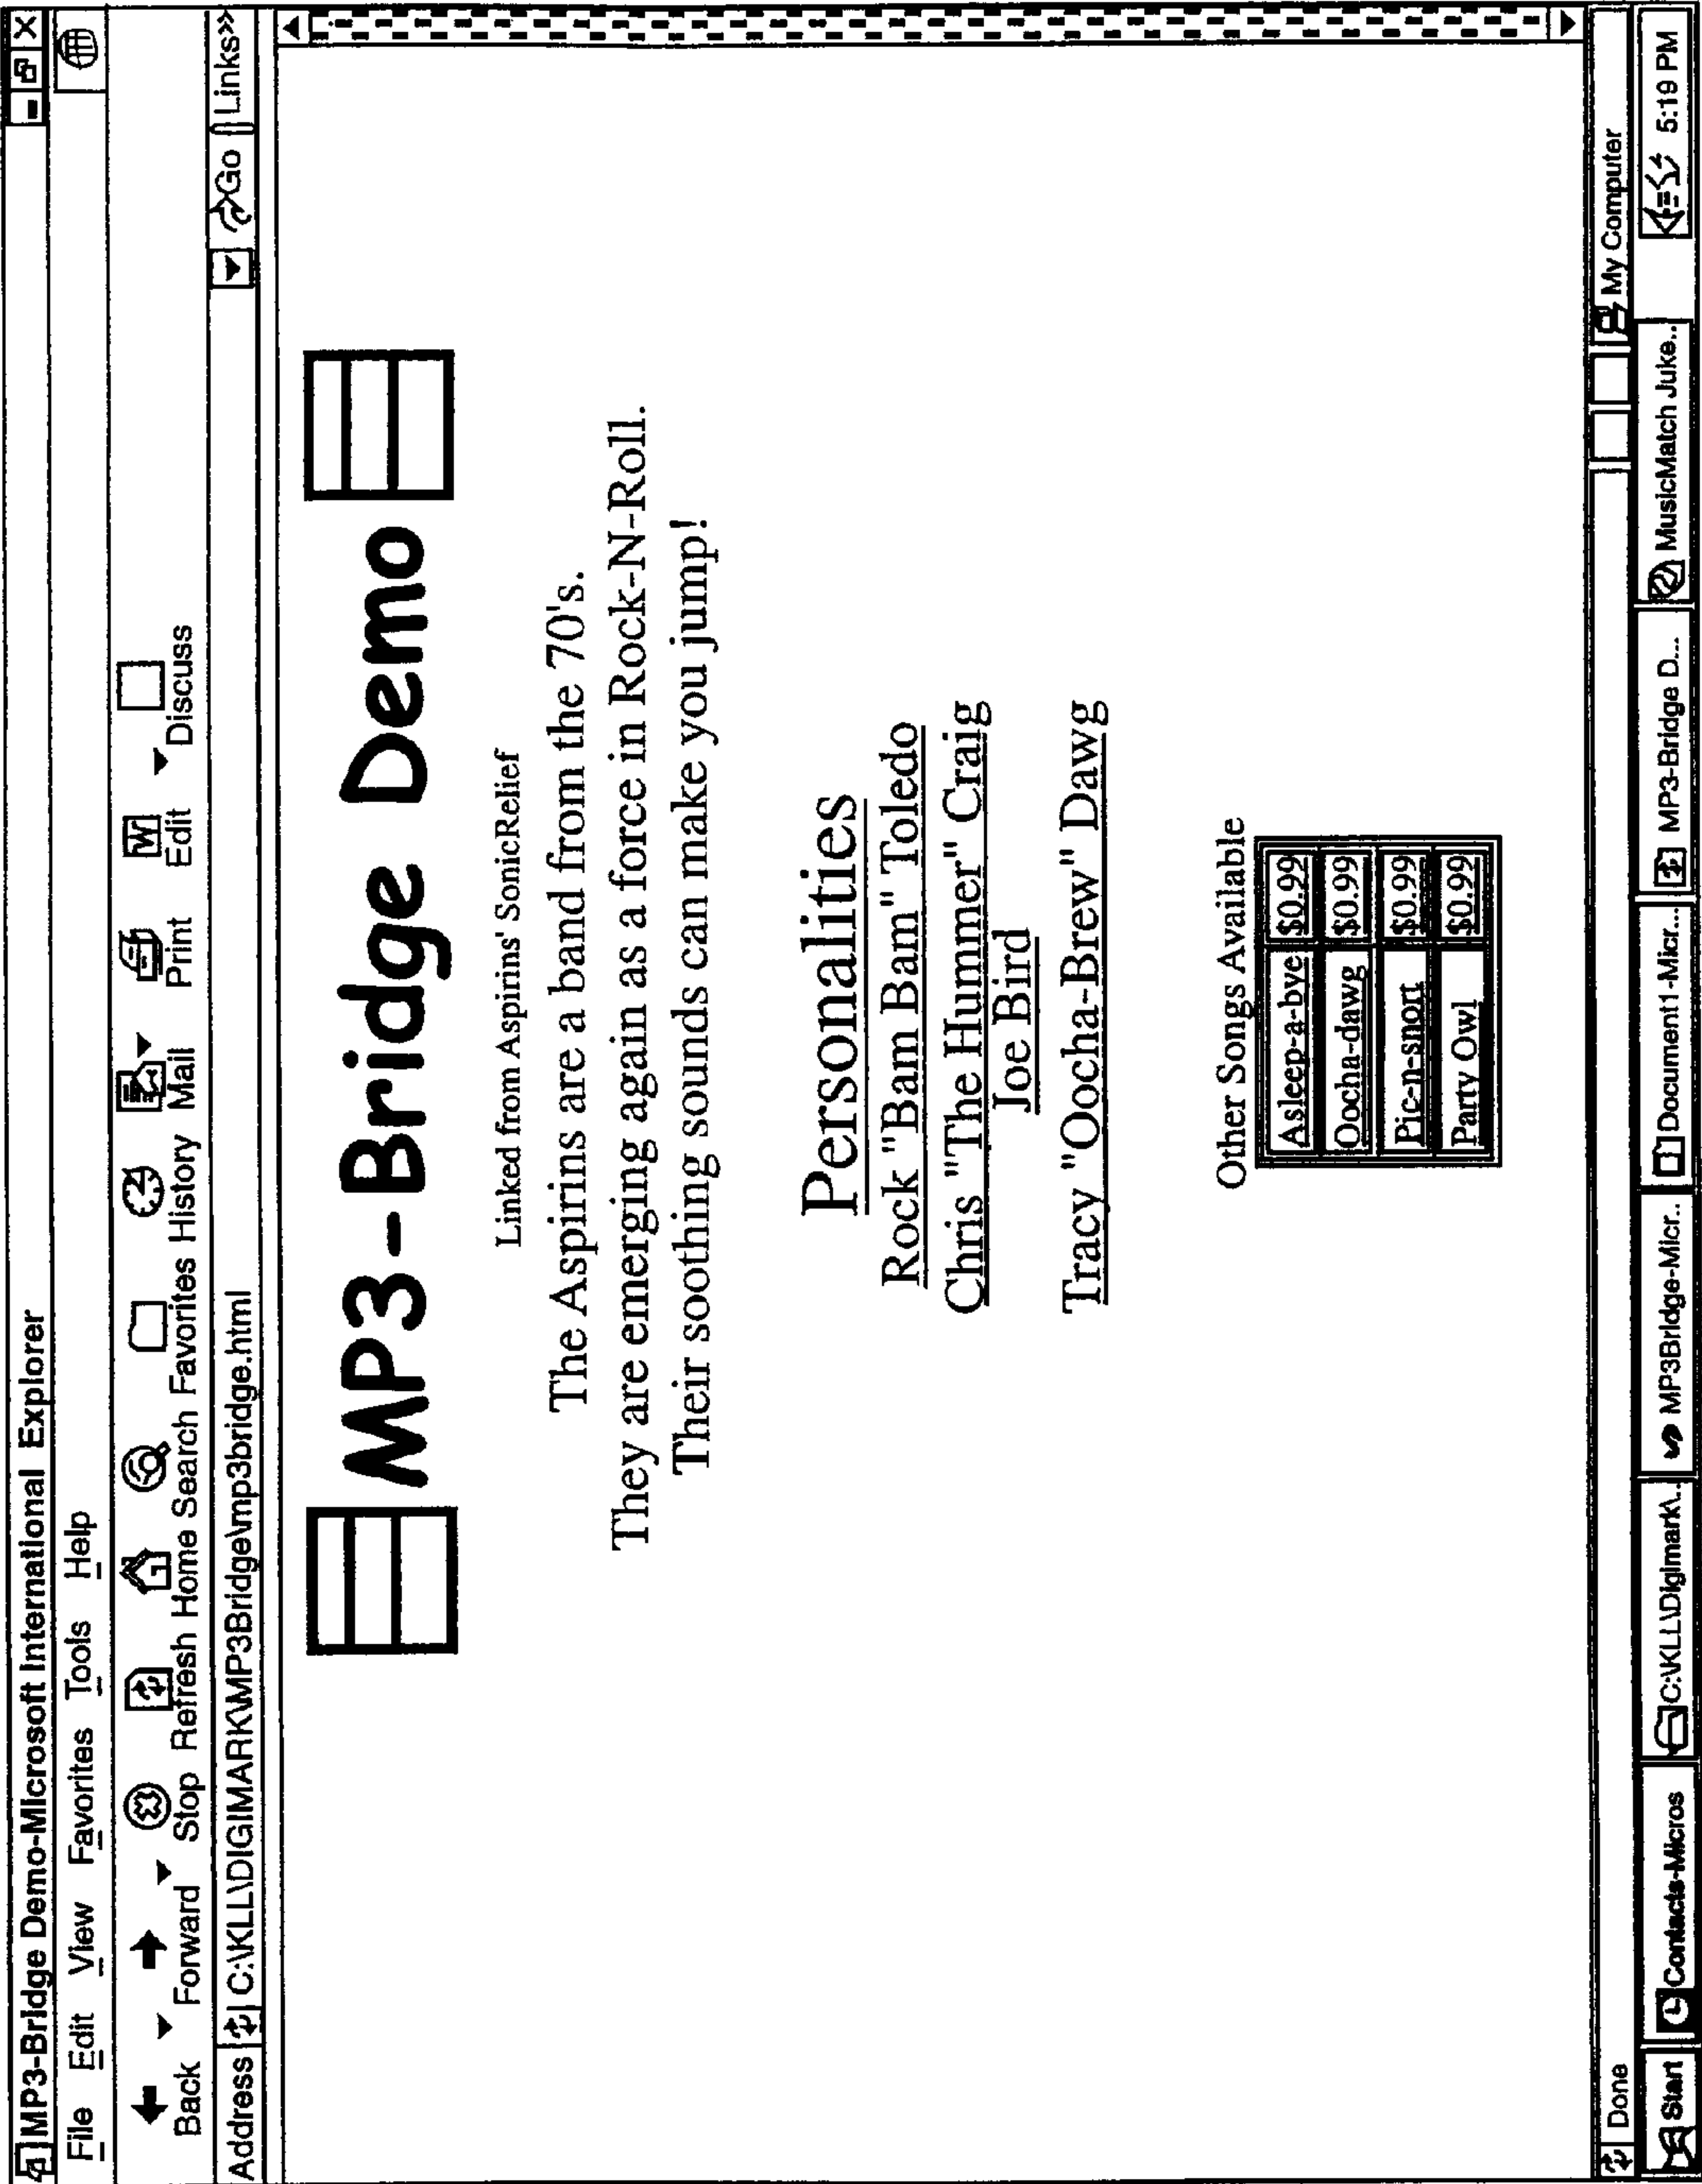 MP3-Bridge Demo-Microsoft International Explorer
File Edit View Favorites Tools Help
Back Forward Stop Refresh Home Search Favorites History Mail Print Edit Discuss
Address C:\KLL\DIGIMARK\MP3Bridge\mp3bridge.html Go Links»
MP3-Bridge Demo
Linked from Aspirins' SonicRelief
The Aspirins are a band from the 70's.
They are emerging again as a force in Rock-N-Roll.
Their soothing sounds can make you jump!
Personalities
Rock "Bam Bam" Toledo
Chris "The Hummer" Craig
Joe Bird
Tracy "Oocha-Brew" Dawg
Other Songs Available
Asleep-a-bye $0.99
Oocha-dawg $0.99
Pic-n-snort $0.99
Party Owl $0.99
Done My Computer
Start Contacts-Micros C:\KLL\Digimark\.. MP3Bridge-Micr.. Document1-Micr... MP3-Bridge D... MusicMatch Juke.. 5:19 PM